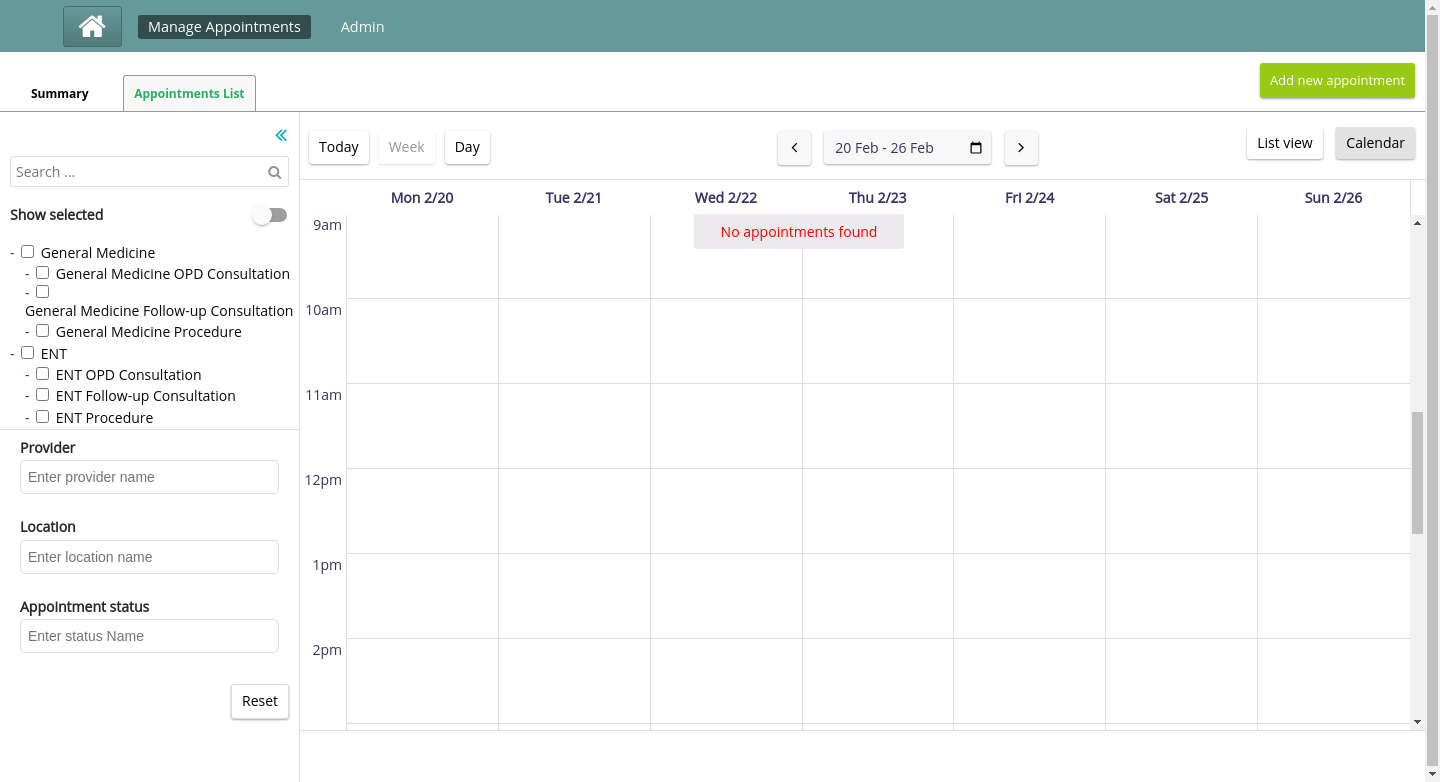 Manage Appointments
Admin
Summary
Appointments List
Add new appointment
Search ...
Show selected
- General Medicine
- General Medicine OPD Consultation
-
General Medicine Follow-up Consultation
- General Medicine Procedure
- ENT
- ENT OPD Consultation
- ENT Follow-up Consultation
- ENT Procedure
Provider
Enter provider name
Location
Enter location name
Appointment status
Enter status Name
Reset
Today
Week
Day
20 Feb - 26 Feb
List view
Calendar
Mon 2/20
Tue 2/21
Wed 2/22
Thu 2/23
Fri 2/24
Sat 2/25
Sun 2/26
No appointments found
9am
10am
11am
12pm
1pm
2pm